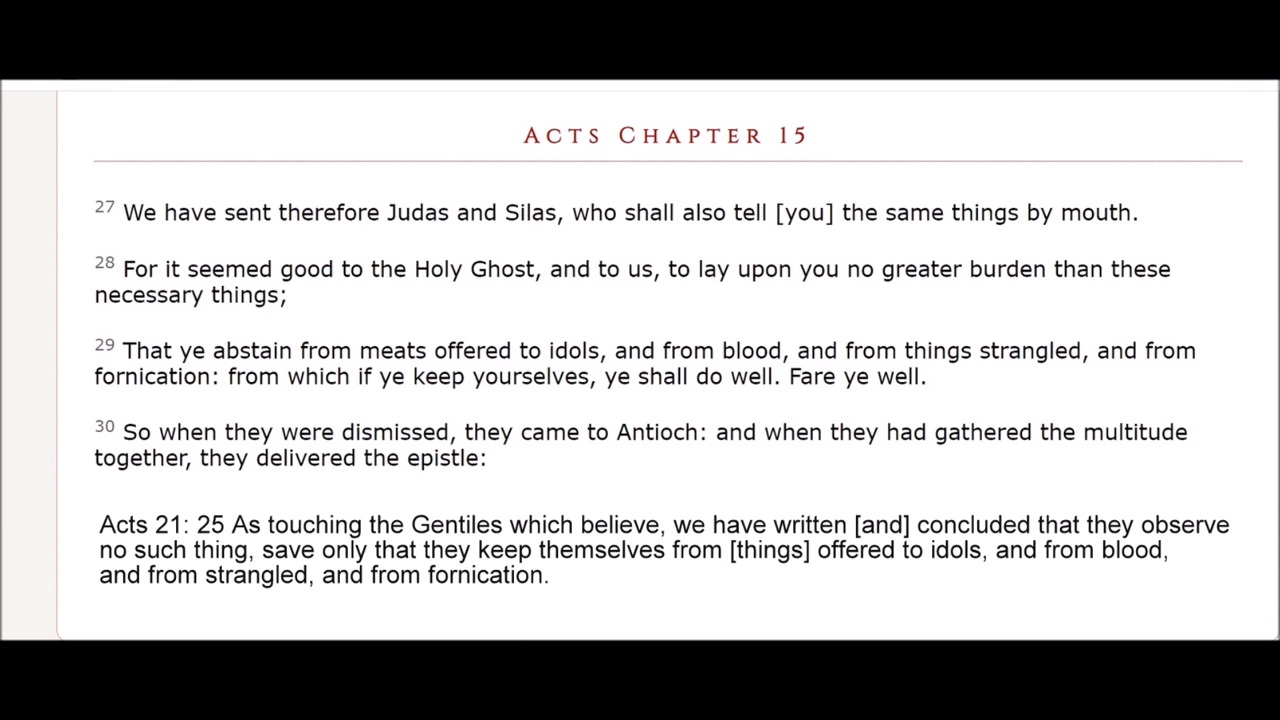 Acts Chapter 15
27 We have sent therefore Judas and Silas, who shall also tell [you] the same things by mouth.
28 For it seemed good to the Holy Ghost, and to us, to lay upon you no greater burden than these
necessary things;
29 That ye abstain from meats offered to idols, and from blood, and from things strangled, and from
fornication: from which if ye keep yourselves, ye shall do well. Fare ye well.
30 So when they were dismissed, they came to Antioch: and when they had gathered the multitude
together, they delivered the epistle:
Acts 21: 25 As touching the Gentiles which believe, we have written [and] concluded that they observe
no such thing, save only that they keep themselves from [things] offered to idols, and from blood,
and from strangled, and from fornication.